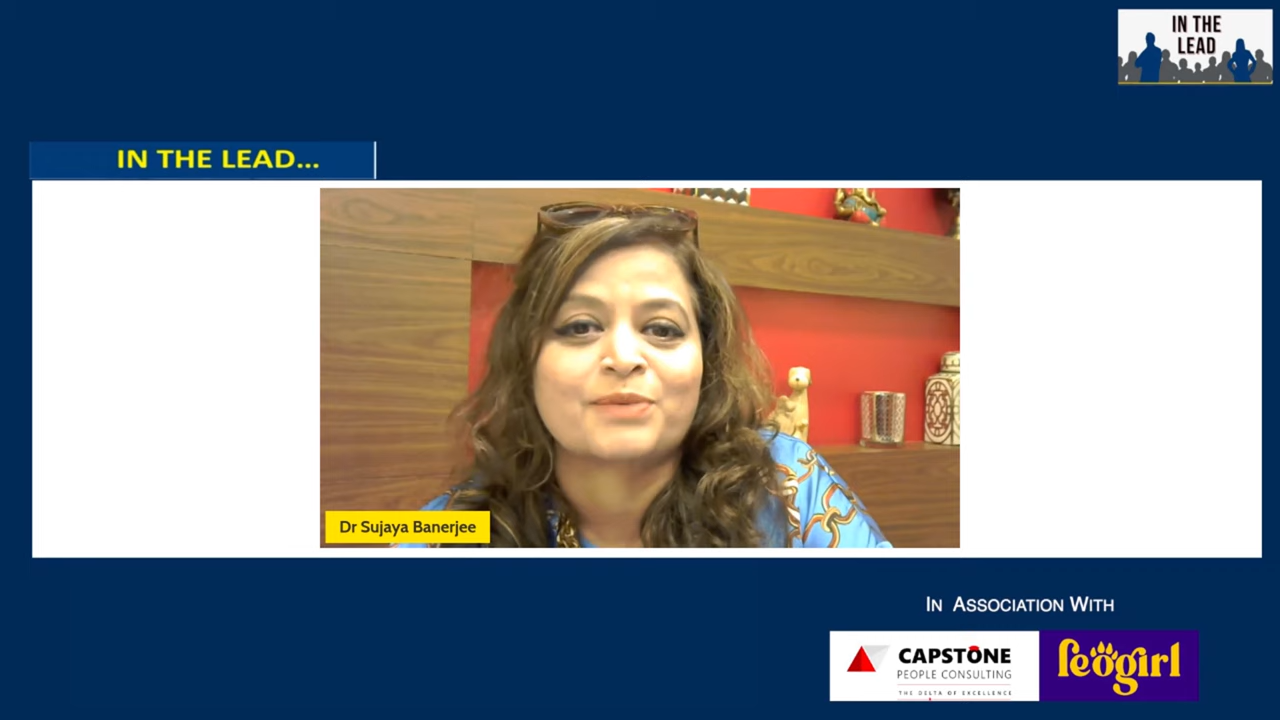 IN THE
LEAD
IN THE LEAD...
Dr Sujaya Banerjee
IN ASSOCIATION WITH
CAPSTONE
PEOPLE CONSULTING
THE DELTA OF EXCELLENCE
feogirl